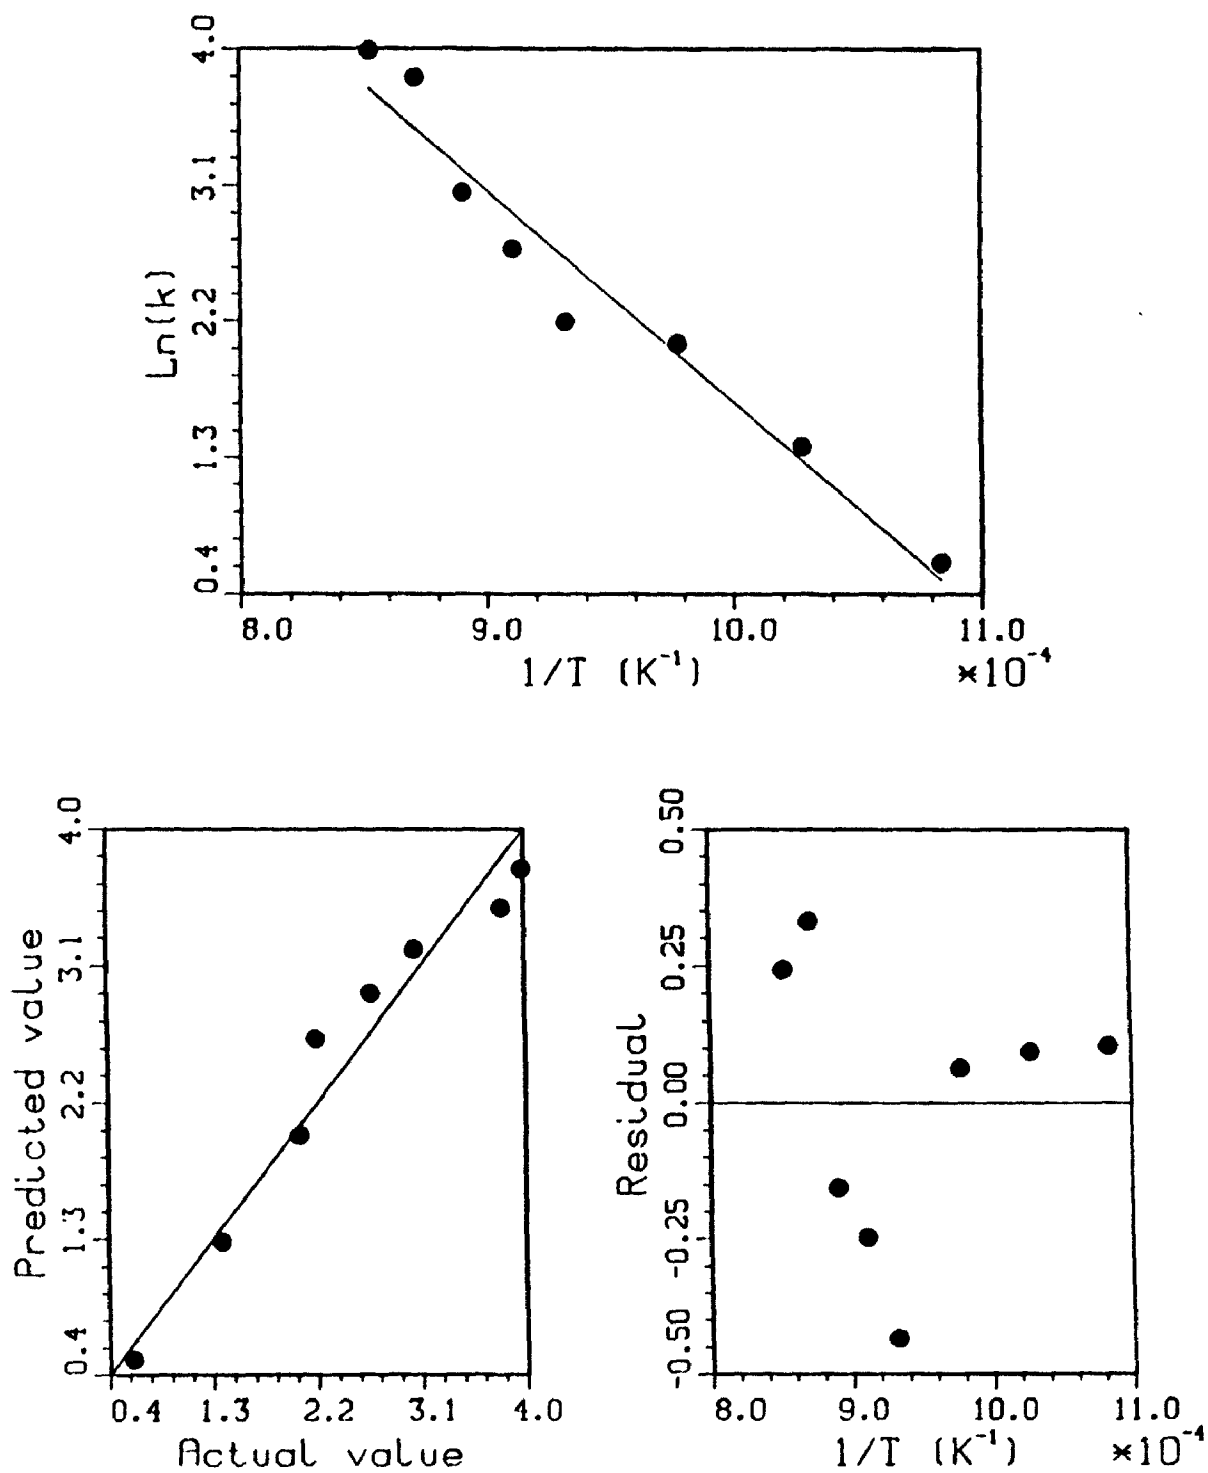 4.0
3.1
2.2
1.3
0.4
Ln(k)
8.0 9.0 10.0 11.0
1/T (K⁻¹) ×10⁻⁴
4.0
3.1
2.2
1.3
0.4
Predicted value
0.4 1.3 2.2 3.1 4.0
Actual value
0.50
0.25
0.00
-0.25
-0.50
Residual
8.0 9.0 10.0 11.0
1/T (K⁻¹) ×10⁻⁴